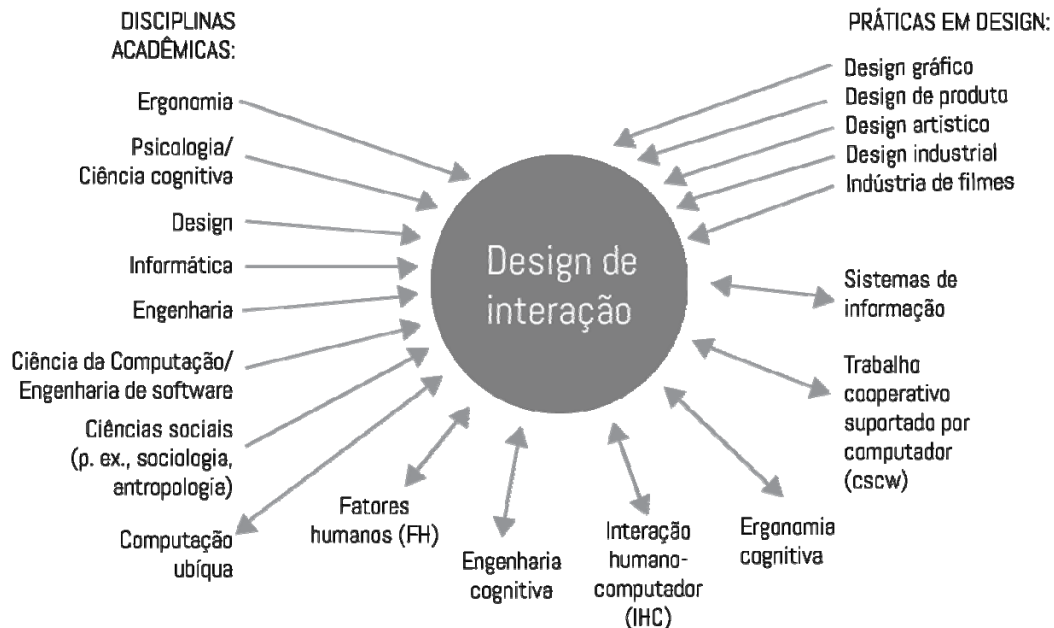 DISCIPLINAS
ACADÊMICAS:
Ergonomia
Psicologia/
Ciência cognitiva
Design
Informática
Engenharia
Ciência da Computação/
Engenharia de software
Ciências sociais
(p. ex., sociologia,
antropologia)
Computação
ubíqua
Fatores
humanos (FH)
Engenharia
cognitiva
Interação
humano-
computador
(IHC)
Ergonomia
cognitiva
Design de
interação
PRÁTICAS EM DESIGN:
Design gráfico
Design de produto
Design artístico
Design industrial
Indústria de filmes
Sistemas de
informação
Trabalho
cooperativo
suportado por
computador
(cscw)